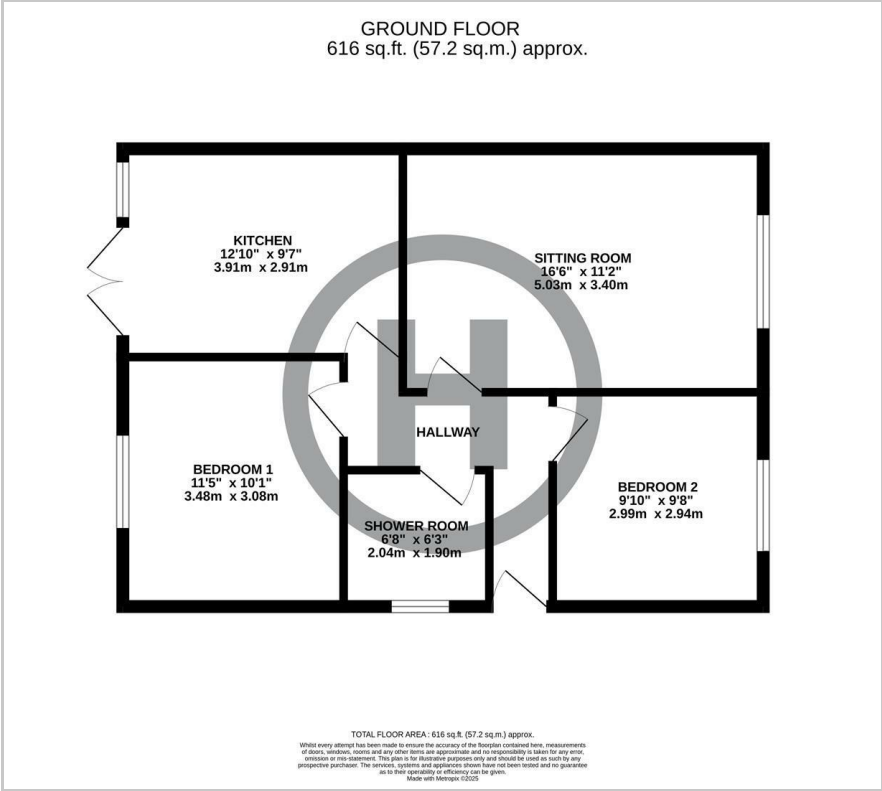 GROUND FLOOR
616 sq.ft. (57.2 sq.m.) approx.
KITCHEN
12'10" x 9'7"
3.91m x 2.91m
SITTING ROOM
16'6" x 11'2"
5.03m x 3.40m
HALLWAY
BEDROOM 1
11'5" x 10'1"
3.48m x 3.08m
BEDROOM 2
9'10" x 9'8"
2.99m x 2.94m
SHOWER ROOM
6'8" x 6'3"
2.04m x 1.90m
H
TOTAL FLOOR AREA : 616 sq.ft. (57.2 sq.m.) approx.
Whilst every attempt has been made to ensure the accuracy of the floorplan contained here, measurements
of doors, windows, rooms and any other items are approximate and no responsibility is taken for any error,
omission or mis-statement. This plan is for illustrative purposes only and should be used as such by any
prospective purchaser. The services, systems and appliances shown have not been tested and no guarantee
as to their operability or efficiency can be given.
Made with Metropix ©2025